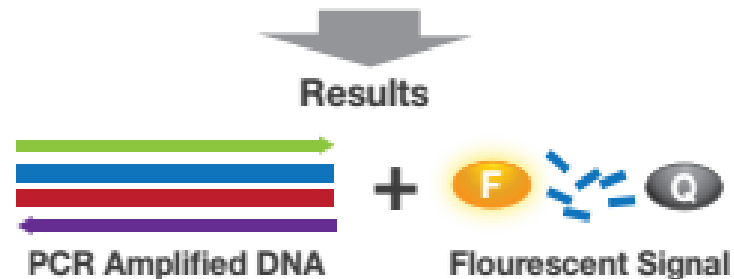 Results
+
F
Q
PCR Amplified DNA
Flourescent Signal